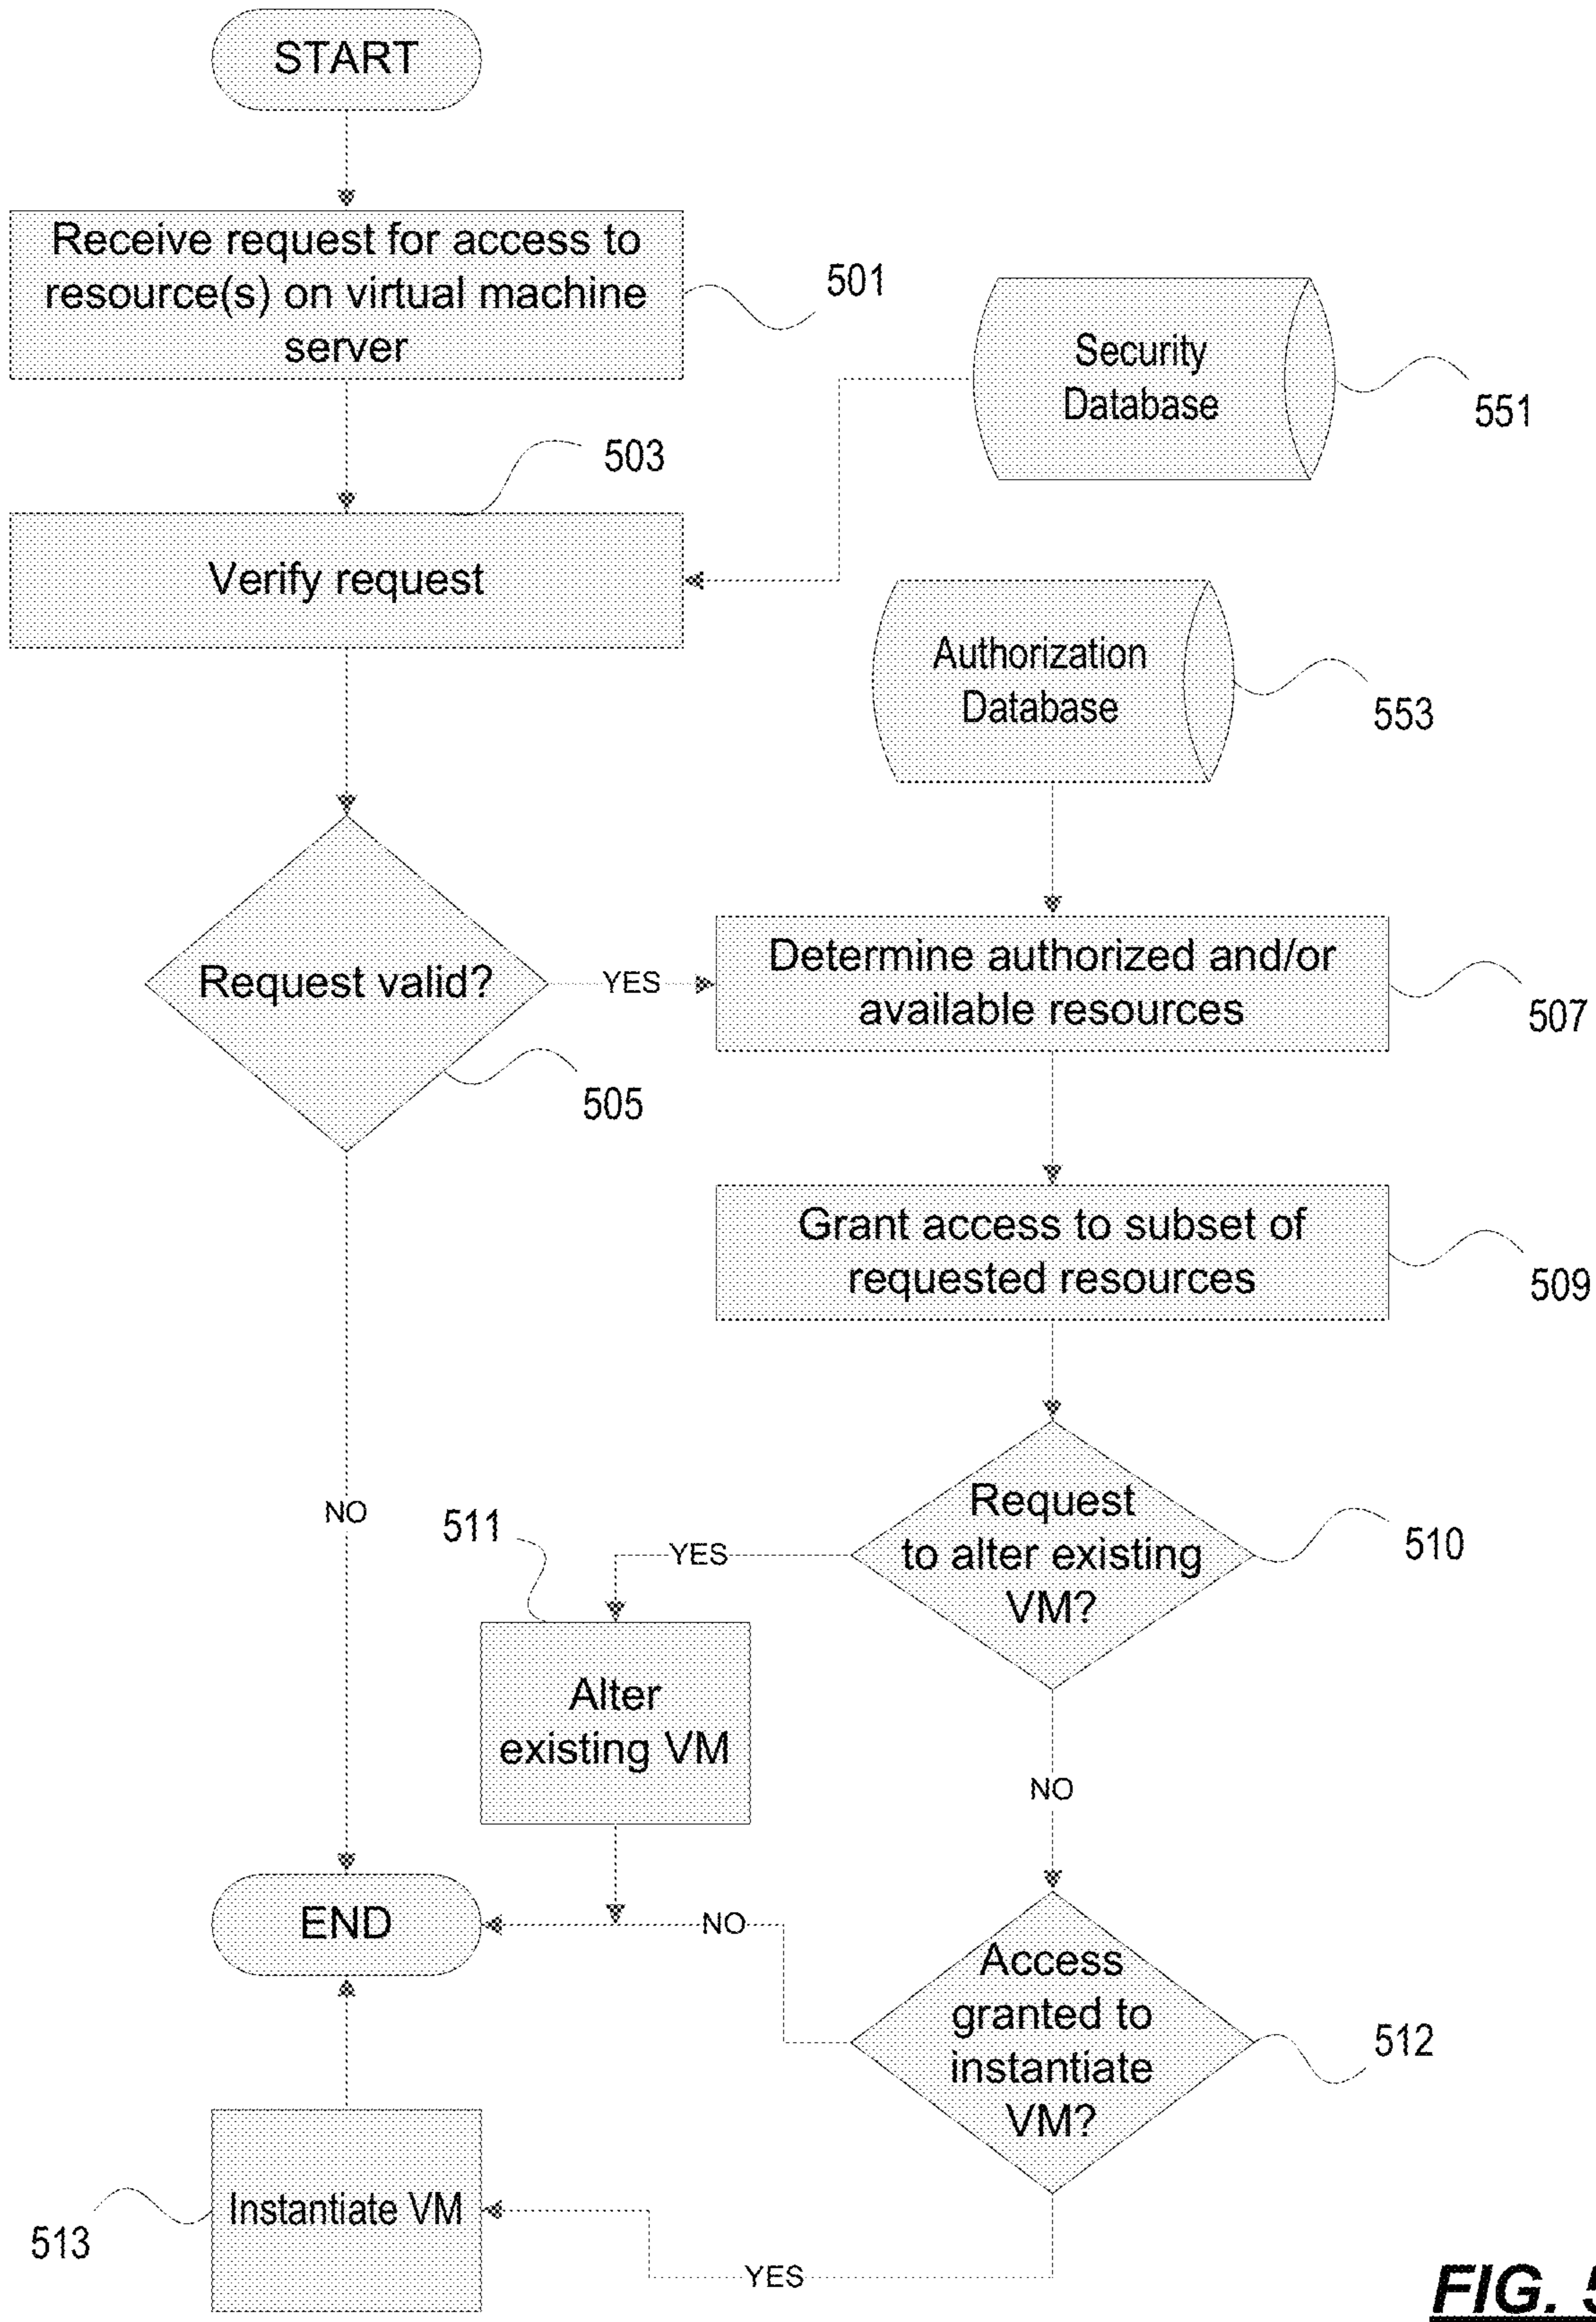 START
Receive request for access to
resource(s) on virtual machine
server
501
Security
Database
551
503
Verify request
Authorization
Database
553
Request valid?
YES
505
Determine authorized and/or
available resources
507
Grant access to subset of
requested resources
509
NO
Request
to alter existing
VM?
510
YES
511
Alter
existing VM
NO
END
NO
Access
granted to
instantiate
VM?
512
Instantiate VM
513
YES
FIG. 5